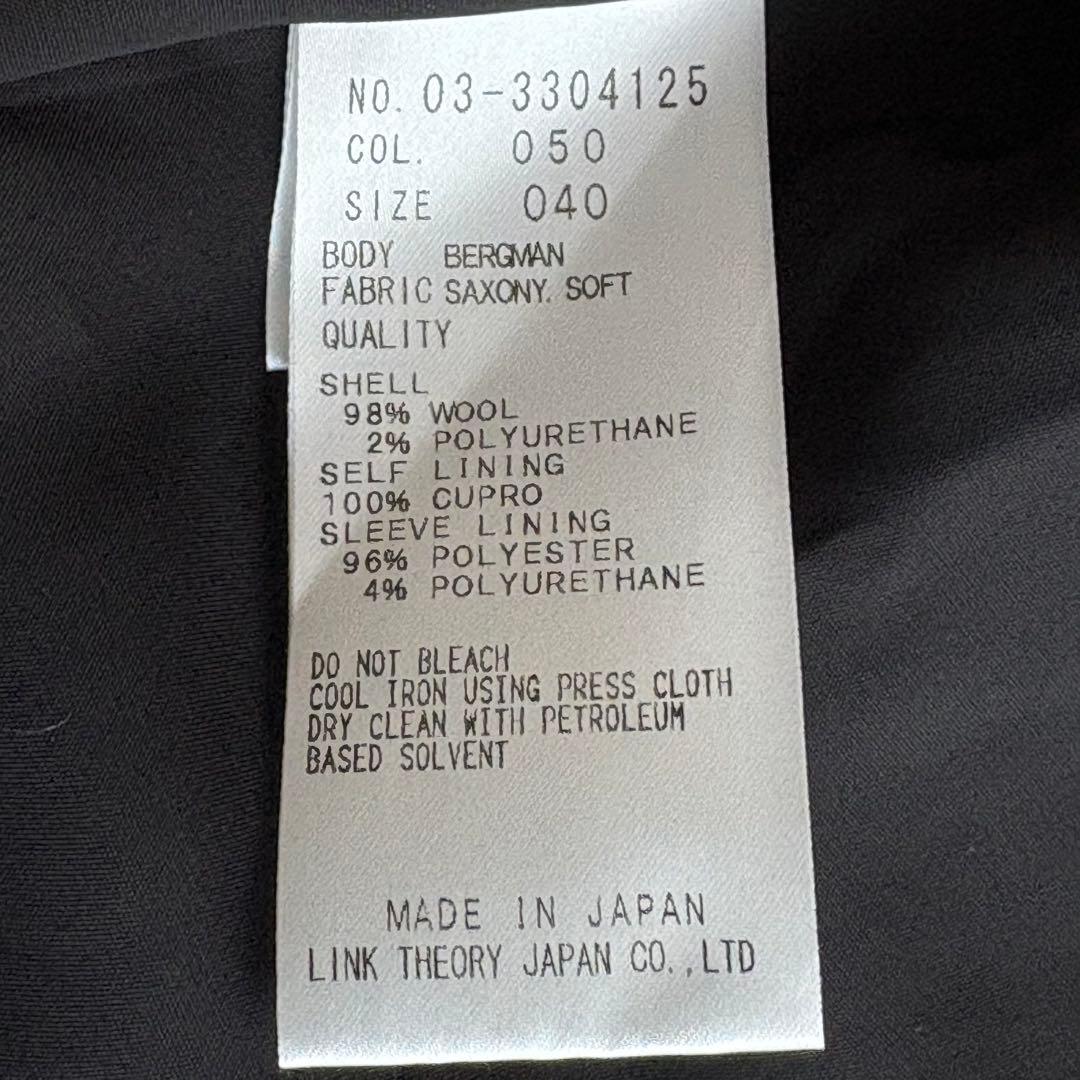 NO. 03-3304125
COL. 050
SIZE 040
BODY BERGMAN
FABRIC SAXONY. SOFT
QUALITY
SHELL
98% WOOL
2% POLYURETHANE
SELF LINING
100% CUPRO
SLEEVE LINING
96% POLYESTER
4% POLYURETHANE
DO NOT BLEACH
COOL IRON USING PRESS CLOTH
DRY CLEAN WITH PETROLEUM
BASED SOLVENT
MADE IN JAPAN
LINK THEORY JAPAN CO.,LTD